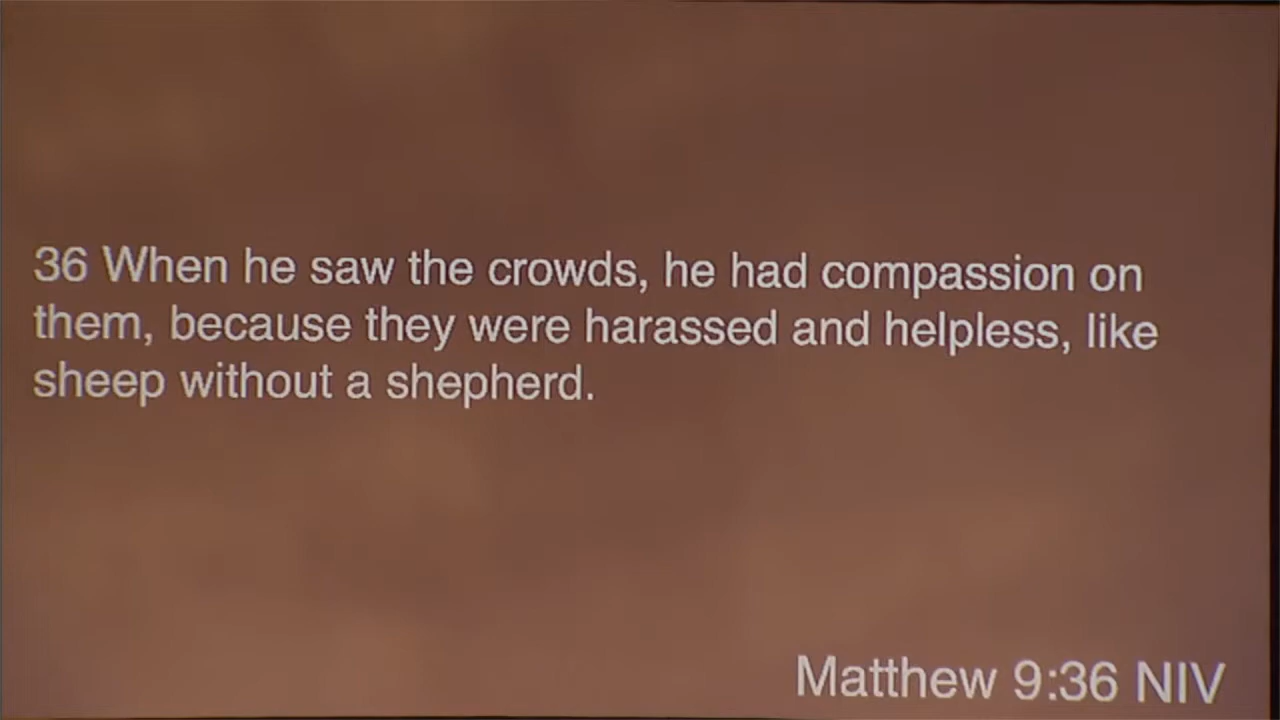 36 When he saw the crowds, he had compassion on
them, because they were harassed and helpless, like
sheep without a shepherd.
Matthew 9:36 NIV